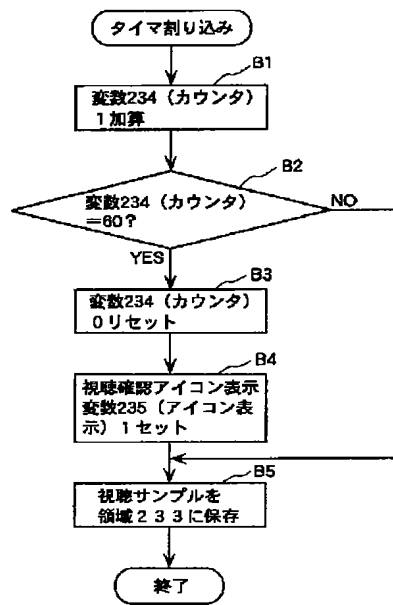 タイマ割り込み
B1
変数234（カウンタ）
１加算
B2
変数234（カウンタ）
＝60？
NO
YES
B3
変数234（カウンタ）
０リセット
B4
視聴確認アイコン表示
変数235（アイコン表
示）１セット
B5
視聴サンプルを
領域２３３に保存
終了